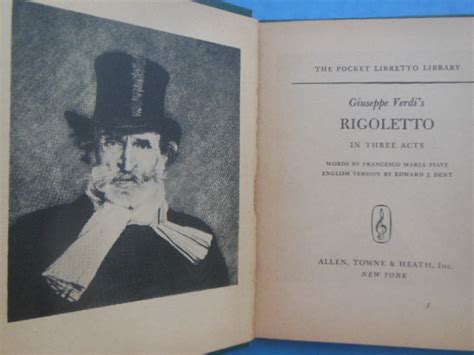 THE POCKET LIBRETTO LIBRARY
Giuseppe Verdi's
RIGOLETTO
IN THREE ACTS
WORDS BY FRANCESCO MARIA PIAVE
ENGLISH VERSION BY EDWARD J. DENT
ALLEN, TOWNE & HEATH, Inc.
NEW YORK